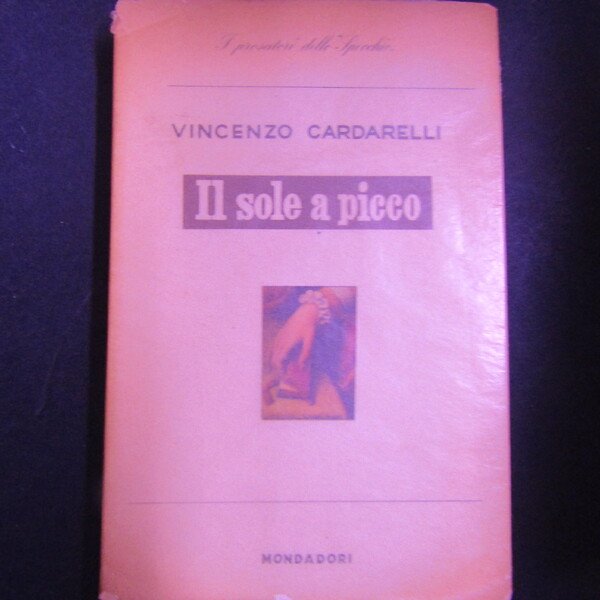 I prosatori dello "Specchio"
VINCENZO CARDARELLI
Il sole a picco
MONDADORI